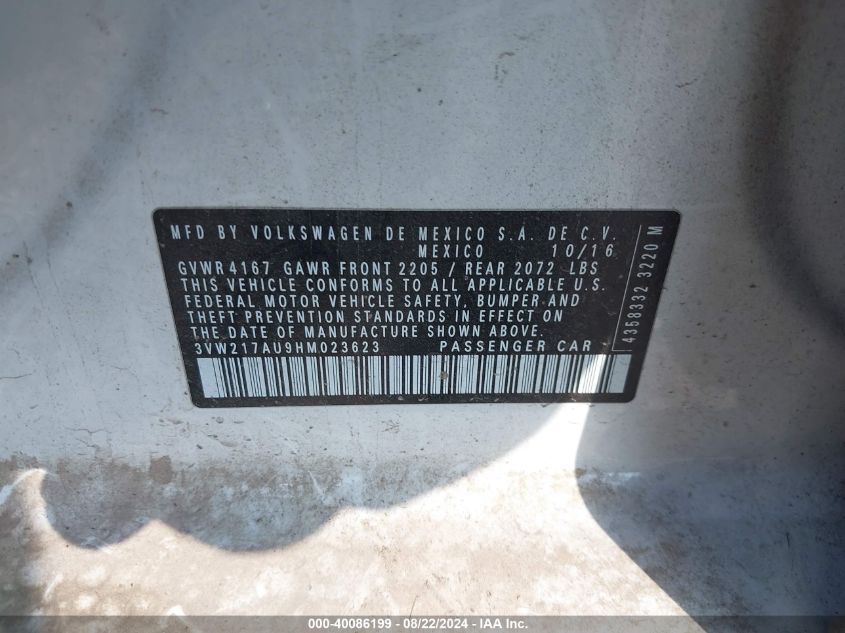 MFD BY VOLKSWAGEN DE MEXICO S.A. DE C.V.
MEXICO 10/16
GVWR 4167 GAWR FRONT 2205 / REAR 2072 LBS
THIS VEHICLE CONFORMS TO ALL APPLICABLE U.S.
FEDERAL MOTOR VEHICLE SAFETY, BUMPER AND
THEFT PREVENTION STANDARDS IN EFFECT ON
THE DATE OF MANUFACTURE SHOWN ABOVE.
3VW217AU9HM023623 PASSENGER CAR
4358332 3220 M
000-40086199 - 08/22/2024 - IAA Inc.